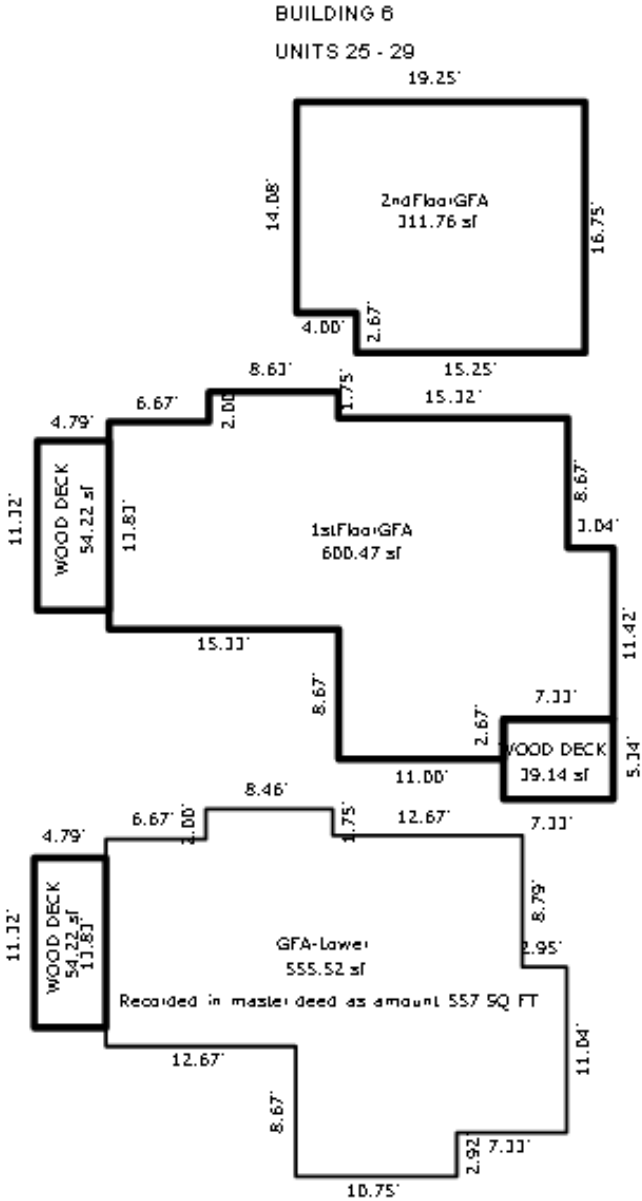 BUILDING 6
UNITS 25 - 29
19.25'
14.08'
2nd Floor GFA
311.76 sf
16.75'
4.00'
2.67'
15.25'
8.63'
6.67'
2.00'
1.75'
15.32'
4.79'
11.32'
WOOD DECK
54.22 sf
13.83'
8.67'
3.04'
1st Floor GFA
600.47 sf
11.42'
15.33'
8.67'
2.67'
7.33'
WOOD DECK
39.14 sf
5.34'
11.00'
7.33'
8.46'
6.67'
2.00'
1.75'
12.67'
4.79'
11.32'
WOOD DECK
54.22 sf
13.83'
8.79'
2.95'
GFA-Lower
555.52 sf
Recorded in master deed as amount 557 SQ FT
11.04'
12.67'
8.67'
2.92'
7.33'
10.75'